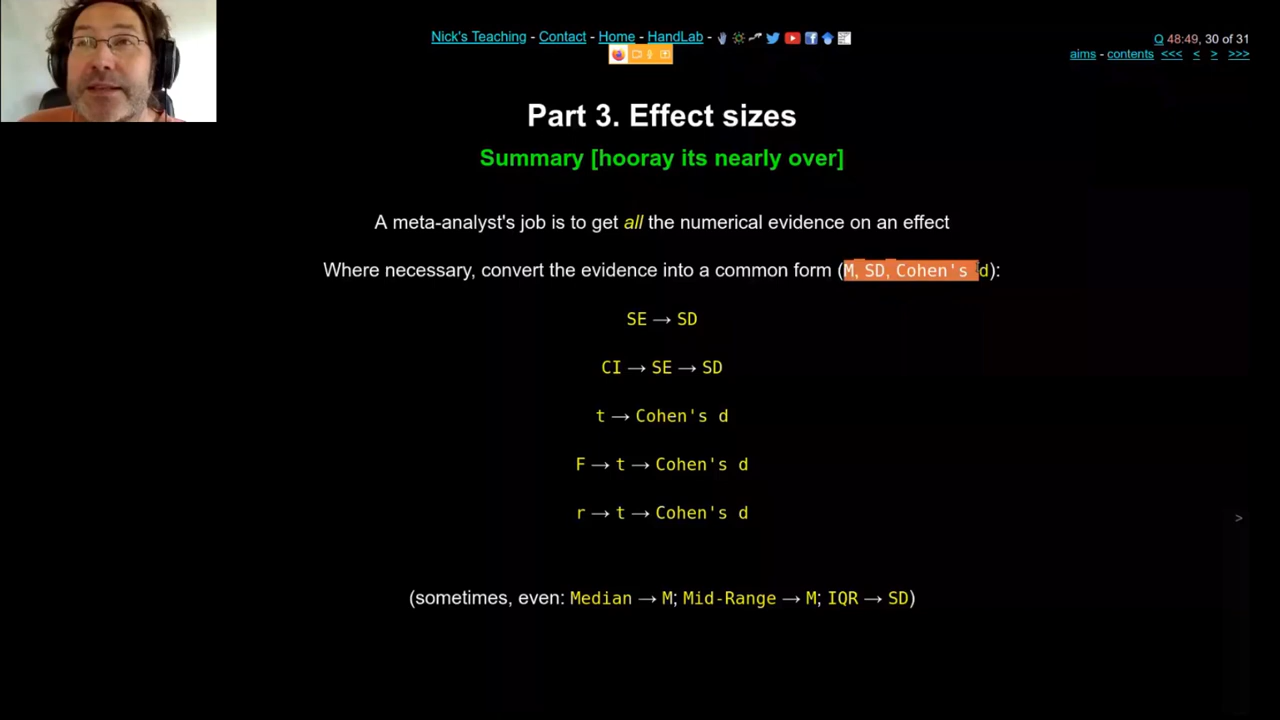 Nick's Teaching - Contact - Home - HandLab -
Q 48:49, 30 of 31
aims - contents <<< < > >>>
Part 3. Effect sizes
Summary [hooray its nearly over]
A meta-analyst's job is to get all the numerical evidence on an effect
Where necessary, convert the evidence into a common form (M, SD, Cohen's d):
SE → SD
CI → SE → SD
t → Cohen's d
F → t → Cohen's d
r → t → Cohen's d
>
(sometimes, even: Median → M; Mid-Range → M; IQR → SD)